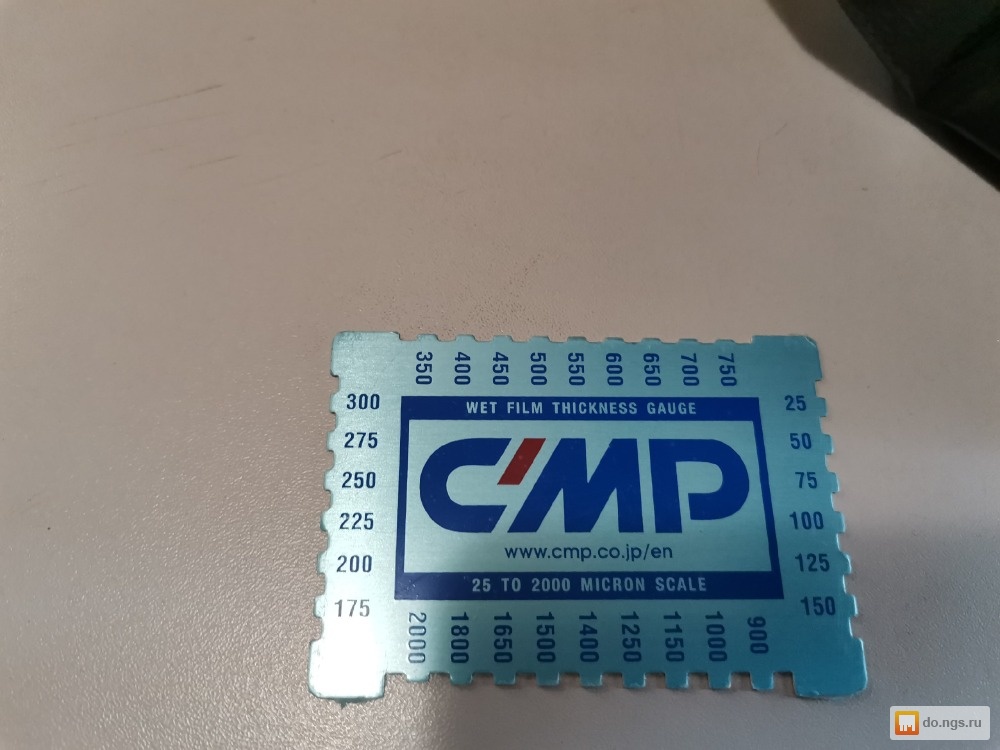 350 400 450 500 550 600 650 700 750
WET FILM THICKNESS GAUGE
300
275
250
225
200
175
C'MP
www.cmp.co.jp/en
25
50
75
100
125
150
25 TO 2000 MICRON SCALE
2000 1800 1650 1500 1400 1250 1150 1000 900
do.ngs.ru